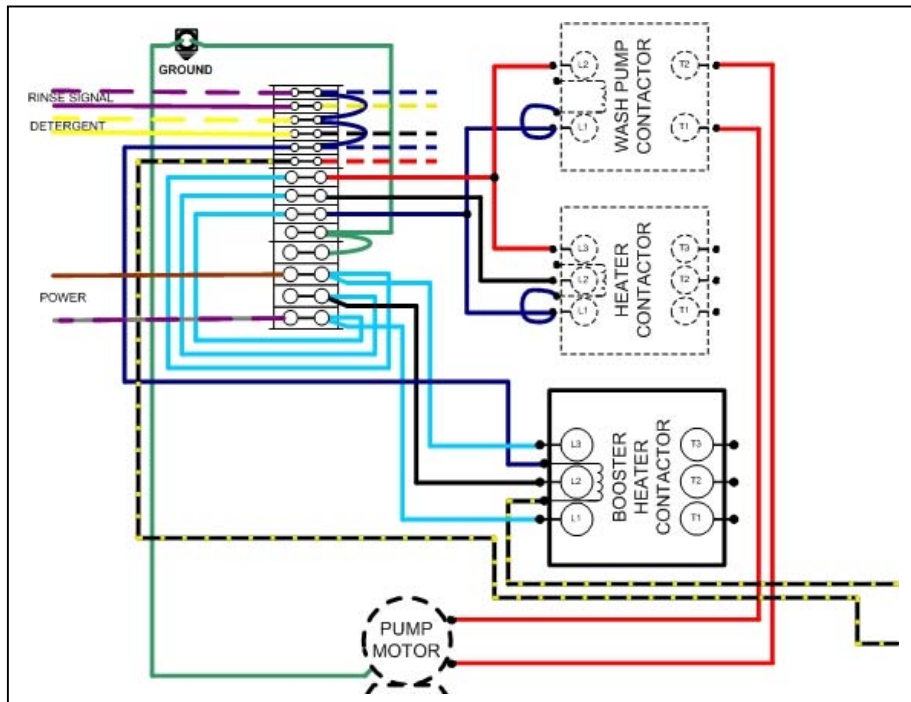 GROUND
RINSE SIGNAL
DETERGENT
POWER
L2
T2
L1
T1
WASH PUMP
CONTACTOR
L3
T3
L2
T2
L1
T1
HEATER
CONTACTOR
L3
T3
L2
T2
L1
T1
BOOSTER
HEATER
CONTACTOR
PUMP
MOTOR